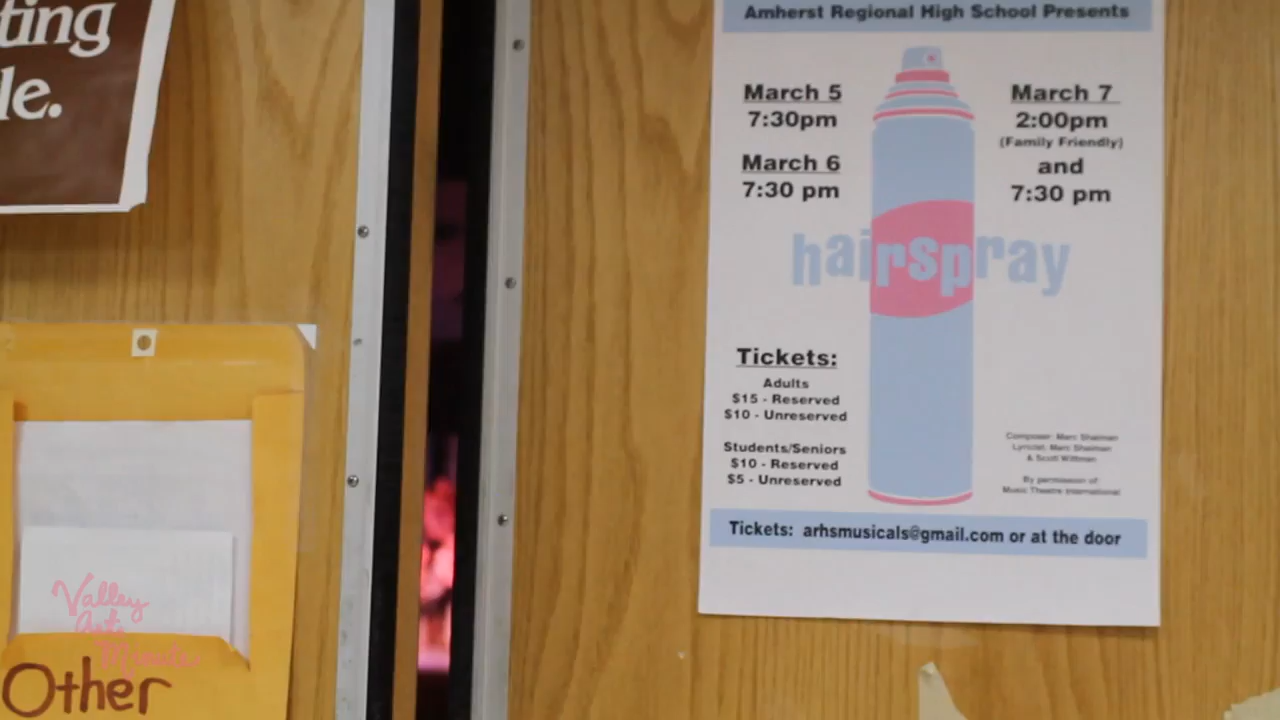 ting
le.
Amherst Regional High School Presents
March 5
7:30pm
March 6
7:30 pm
March 7
2:00pm
(Family Friendly)
and
7:30 pm
hairspray
Tickets:
Adults
$15 - Reserved
$10 - Unreserved
Students/Seniors
$10 - Reserved
$5 - Unreserved
Composer: Marc Shaiman
Lyricist: Marc Shaiman
& Scott Wittman
By permission of:
Music Theatre International
Tickets: arhsmusicals@gmail.com or at the door
Valley
Arts
Minute
Other